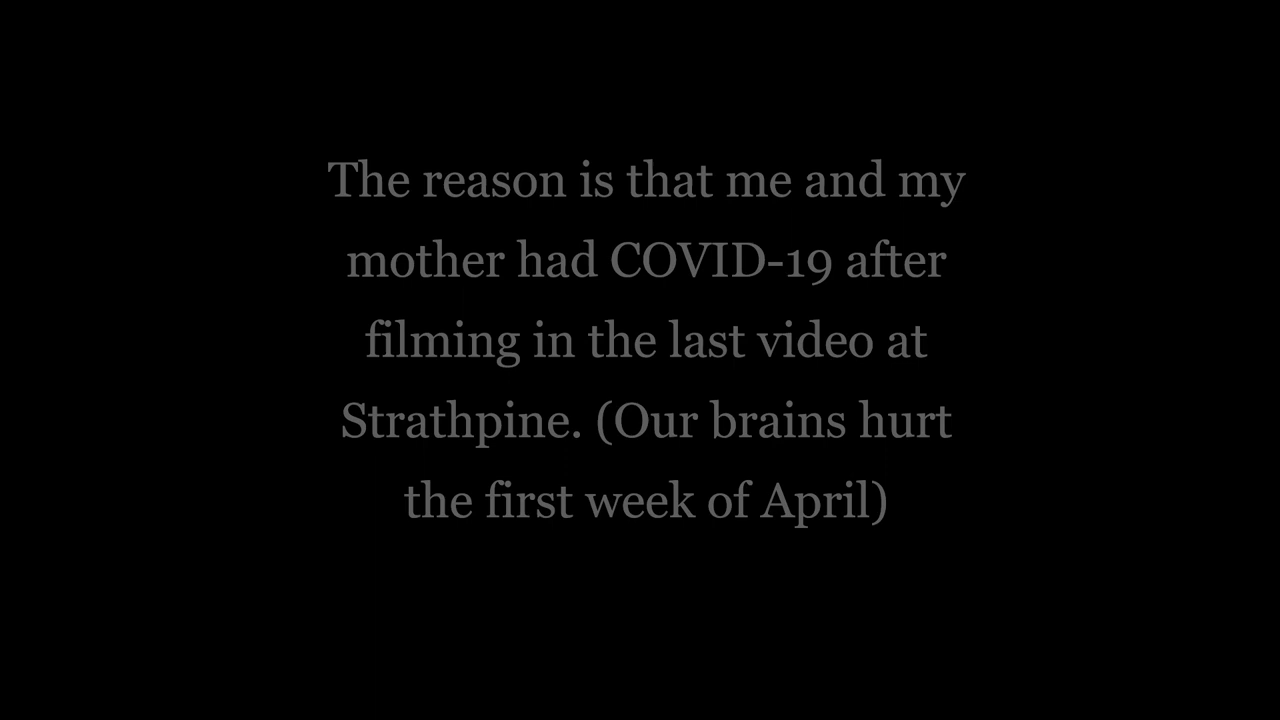 The reason is that me and my
mother had COVID-19 after
filming in the last video at
Strathpine. (Our brains hurt
the first week of April)